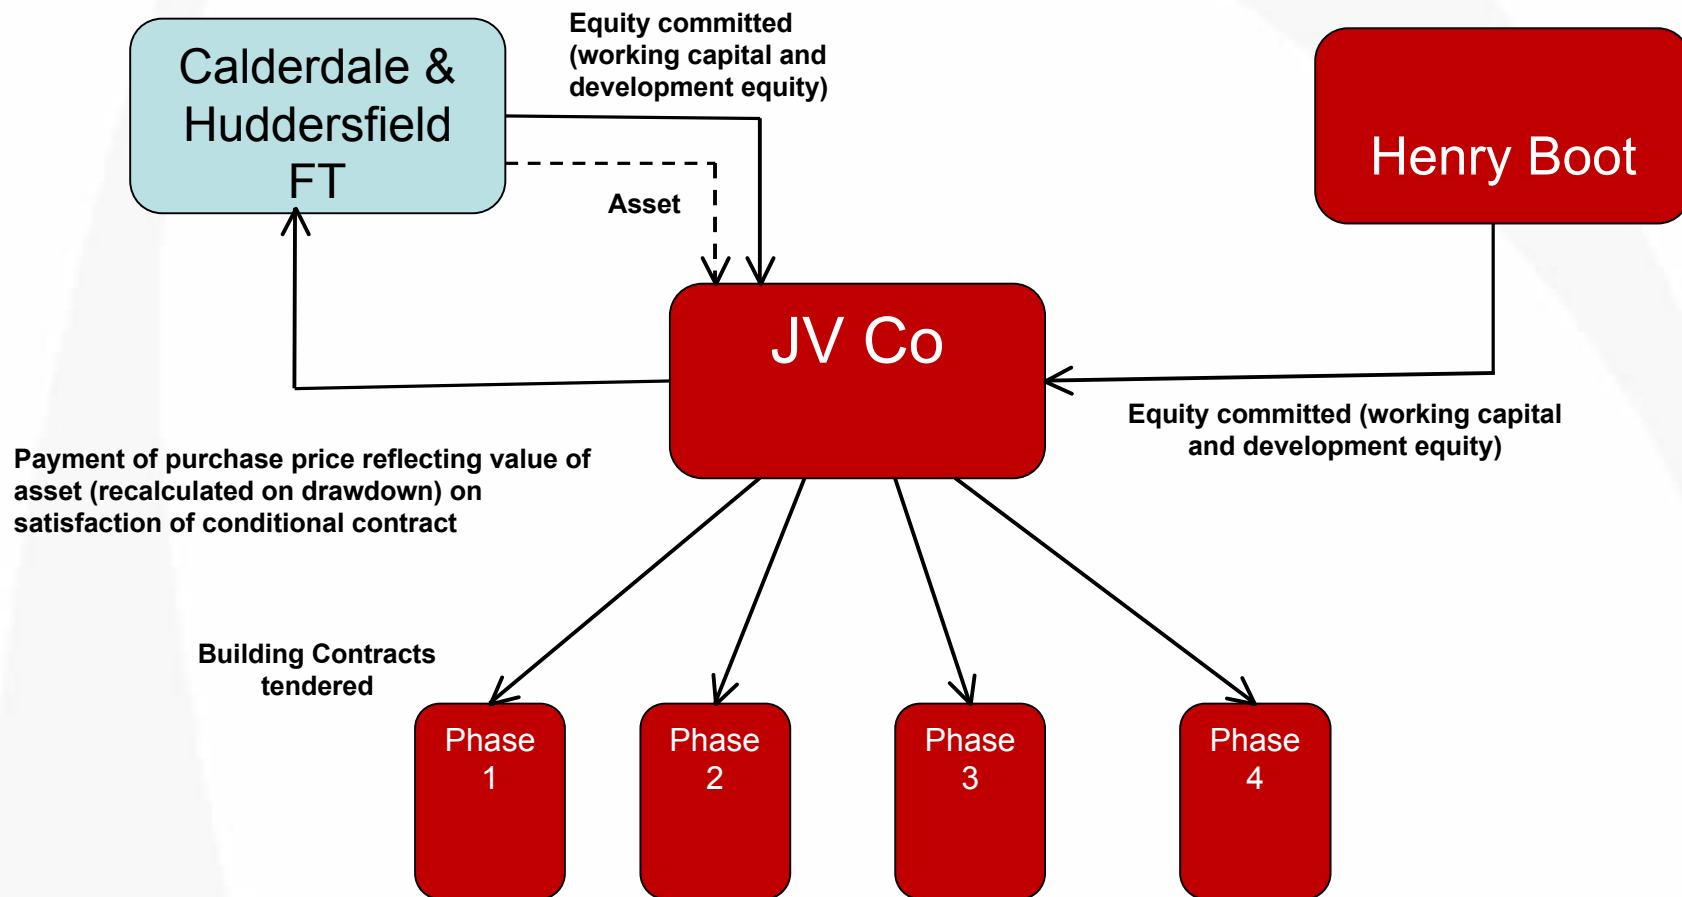 Equity committed
(working capital and
development equity)
Calderdale &
Huddersfield
FT
Henry Boot
Asset
JV Co
Equity committed (working capital
and development equity)
Payment of purchase price reflecting value of
asset (recalculated on drawdown) on
satisfaction of conditional contract
Building Contracts
tendered
Phase
1
Phase
2
Phase
3
Phase
4